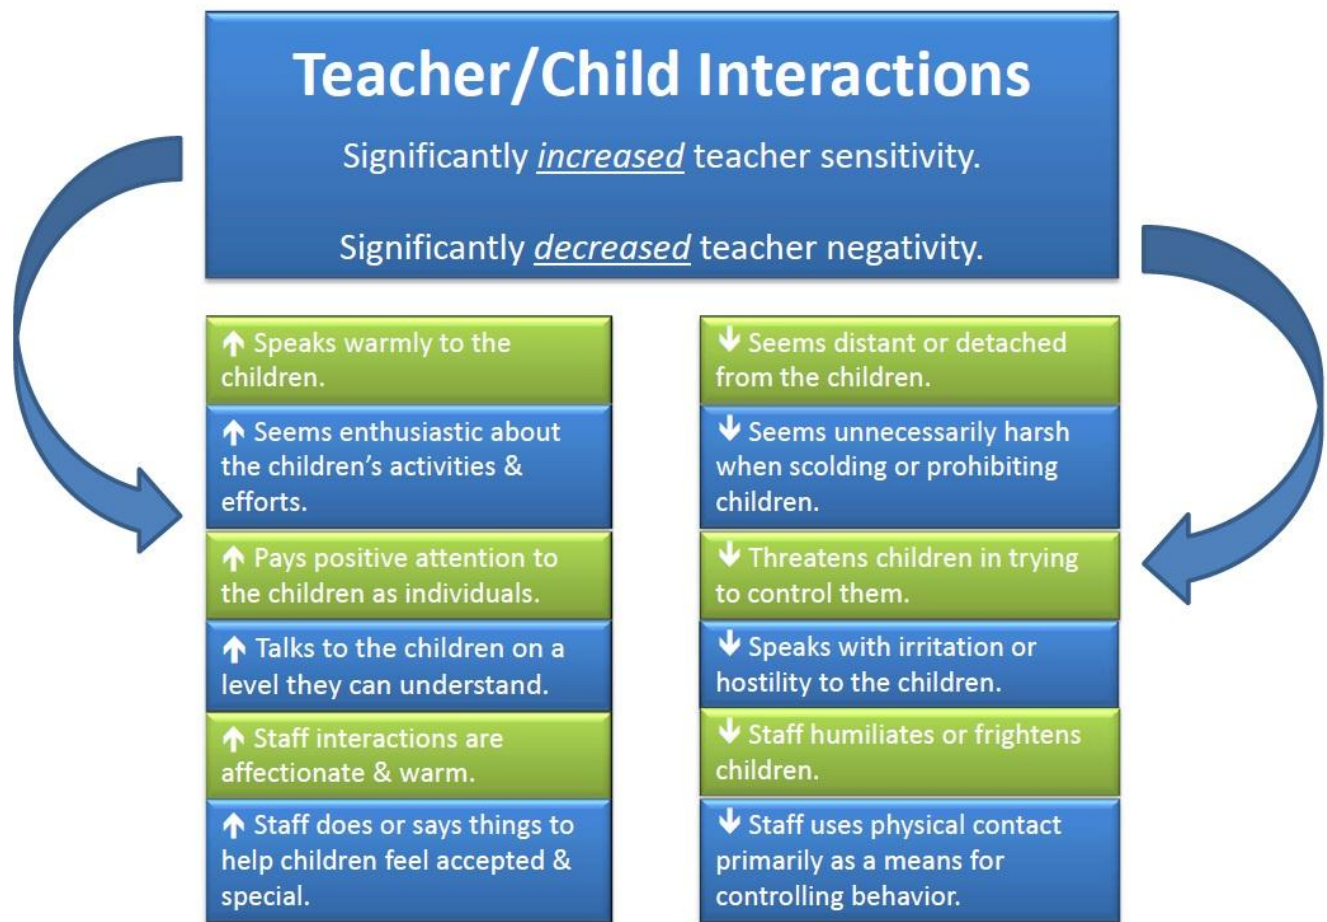 Teacher/Child Interactions
Significantly increased teacher sensitivity.
Significantly decreased teacher negativity.
↑ Speaks warmly to the
children.
↑ Seems enthusiastic about
the children’s activities &
efforts.
↑ Pays positive attention to
the children as individuals.
↑ Talks to the children on a
level they can understand.
↑ Staff interactions are
affectionate & warm.
↑ Staff does or says things to
help children feel accepted &
special.
↓ Seems distant or detached
from the children.
↓ Seems unnecessarily harsh
when scolding or prohibiting
children.
↓ Threatens children in trying
to control them.
↓ Speaks with irritation or
hostility to the children.
↓ Staff humiliates or frightens
children.
↓ Staff uses physical contact
primarily as a means for
controlling behavior.